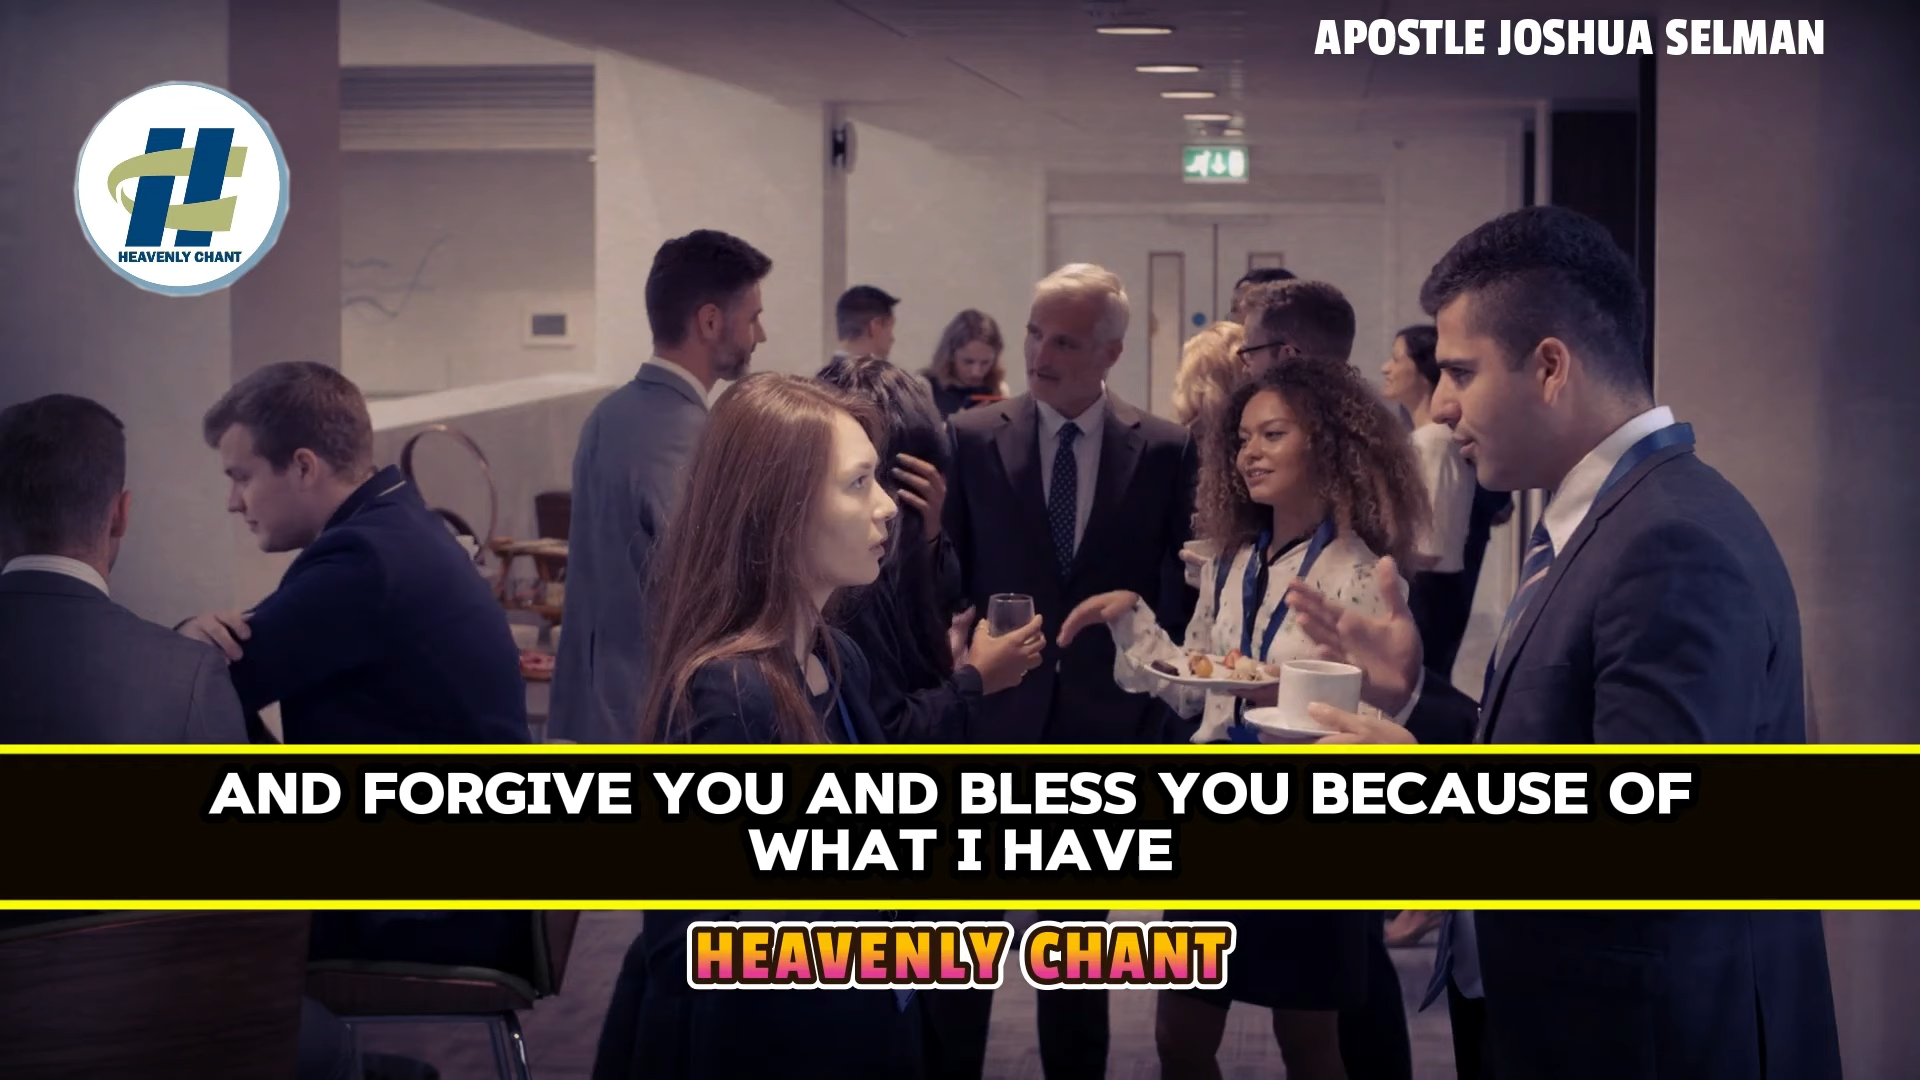 APOSTLE JOSHUA SELMAN
HEAVENLY CHANT
AND FORGIVE YOU AND BLESS YOU BECAUSE OF
WHAT I HAVE
HEAVENLY CHANT